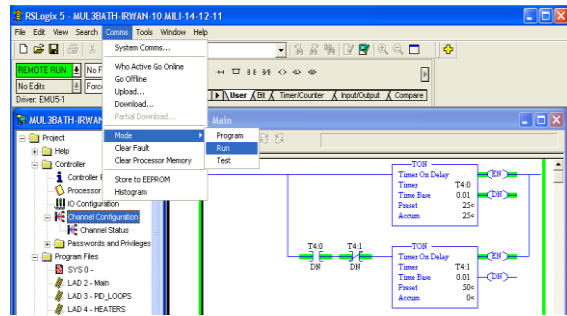 RSLogix 5 - MUL3BATH-IRWAN-10 MILI-14-12-11
File Edit View Search Comms Tools Window Help
System Comms...
Who Active Go Online
Go Offline
Upload...
Download...
Partial Download...
Mode
Clear Fault
Clear Processor Memory
Store to EEPROM
Histogram
Program
Run
Test
REMOTE RUN
No F
No Edits
Forc
Driver: EMU5-1
User Bit Timer/Counter Input/Output Compare
MUL3BATH-IRWAN
Main
Project
Help
Controller
Controller
Processor
IO Configuration
Channel Configuration
Channel Status
Passwords and Privileges
Program Files
SYS 0 -
LAD 2 - Main
LAD 3 - PID_LOOPS
LAD 4 - HEATERS
TON
Timer On Delay EN
Timer T4:0
Time Base 0.01 DN
Preset 25<
Accum 25<
T4:0 T4:1
DN DN
TON
Timer On Delay EN
Timer T4:1
Time Base 0.01 DN
Preset 50<
Accum 0<